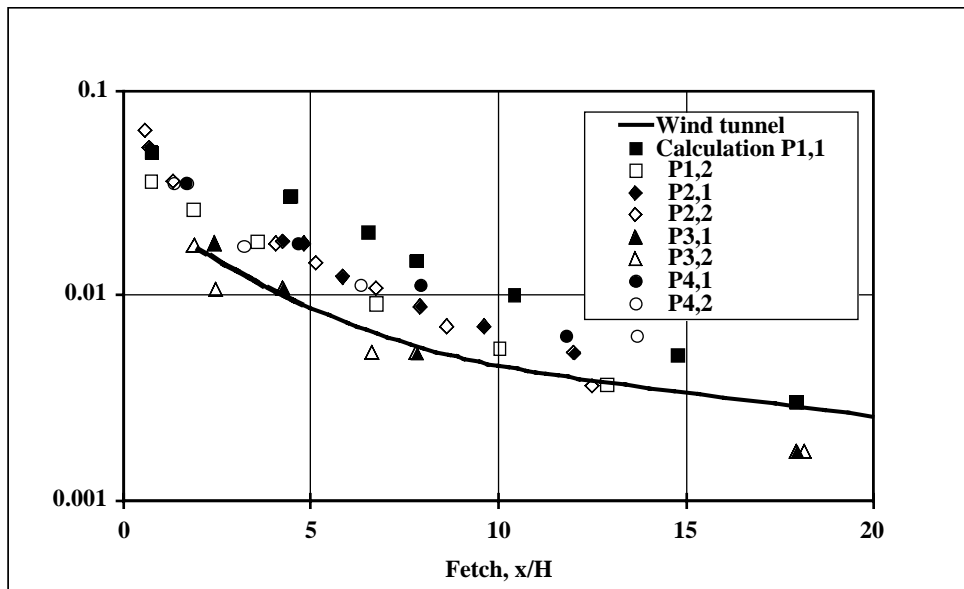 0.1
0.01
0.001
0
5
10
15
20
Fetch, x/H
Wind tunnel
Calculation P1,1
P1,2
P2,1
P2,2
P3,1
P3,2
P4,1
P4,2